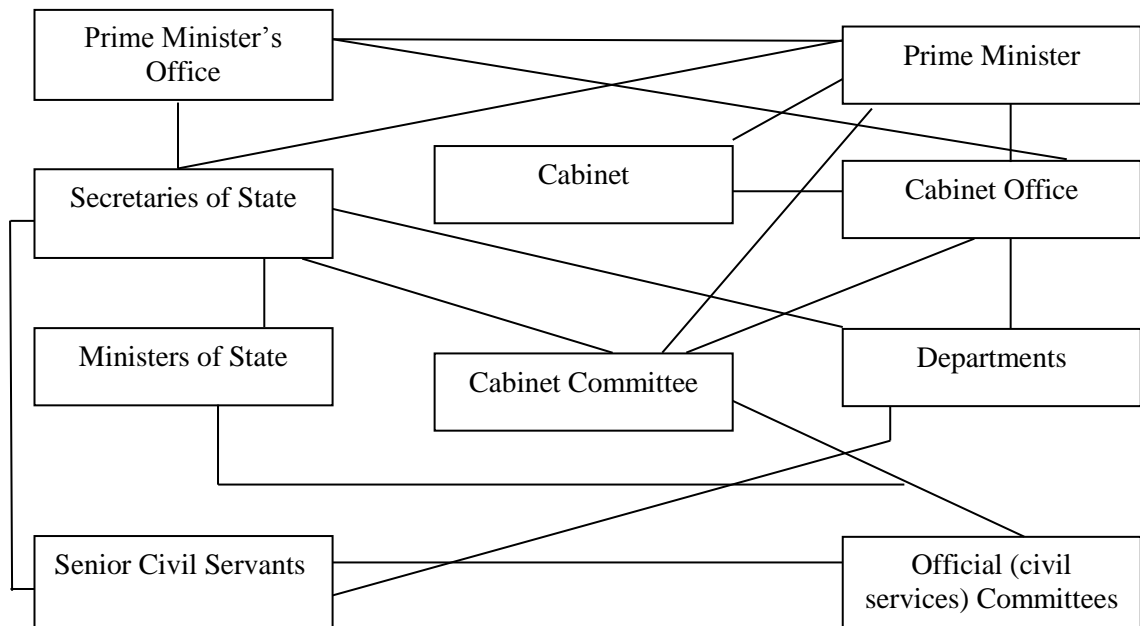 Prime Minister’s
Office
Prime Minister
Cabinet
Secretaries of State
Cabinet Office
Ministers of State
Cabinet Committee
Departments
Senior Civil Servants
Official (civil
services) Committees